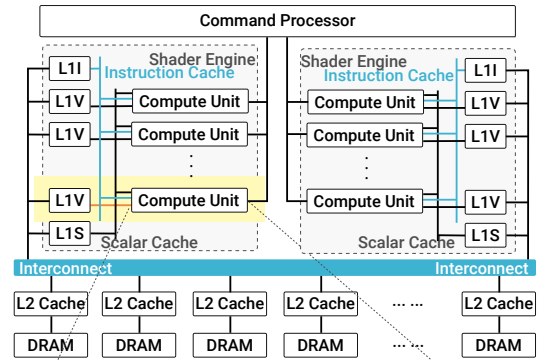 Command Processor
Shader Engine
Instruction Cache
L1I
L1V
Compute Unit
L1V
Compute Unit
L1V
Compute Unit
L1S
Scalar Cache
Shader Engine
Instruction Cache
L1I
Compute Unit
L1V
Compute Unit
L1V
Compute Unit
L1V
L1S
Scalar Cache
Interconnect Interconnect
L2 Cache L2 Cache L2 Cache L2 Cache ... ... L2 Cache
DRAM DRAM DRAM DRAM ... ... DRAM